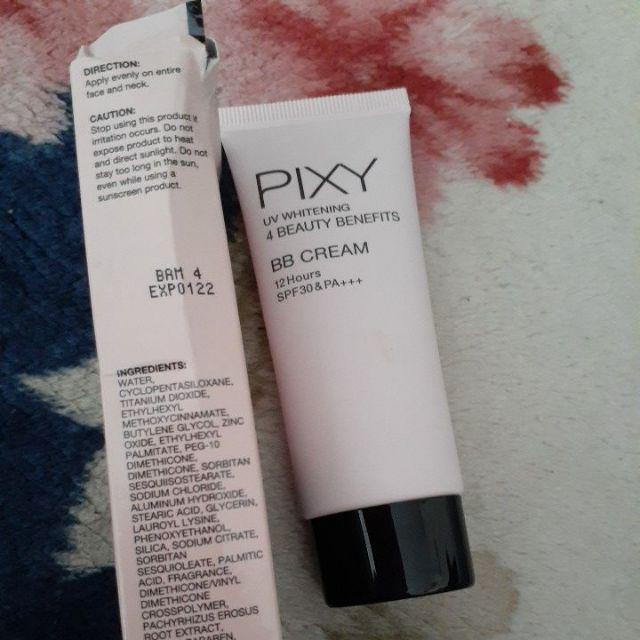 DIRECTION:
Apply evenly on entire
face and neck.
CAUTION:
Stop using this product if
irritation occurs. Do not
expose product to heat
and direct sunlight. Do not
stay too long in the sun,
even while using a
sunscreen product.
BAM 4
EXP0122
INGREDIENTS:
WATER,
CYCLOPENTASILOXANE,
TITANIUM DIOXIDE,
ETHYLHEXYL
METHOXYCINNAMATE,
BUTYLENE GLYCOL, ZINC
OXIDE, ETHYLHEXYL
PALMITATE, PEG-10
DIMETHICONE,
DIMETHICONE, SORBITAN
SESQUIISOSTEARATE,
SODIUM CHLORIDE,
ALUMINUM HYDROXIDE,
STEARIC ACID, GLYCERIN,
LAUROYL LYSINE,
PHENOXYETHANOL,
SILICA, SODIUM CITRATE,
SORBITAN
SESQUIOLEATE, PALMITIC
ACID, FRAGRANCE,
DIMETHICONE/VINYL
DIMETHICONE
CROSSPOLYMER,
PACHYRHIZUS EROSUS
ROOT EXTRACT,
PIXY
UV WHITENING
4 BEAUTY BENEFITS
BB CREAM
12 Hours
SPF30 & PA+++